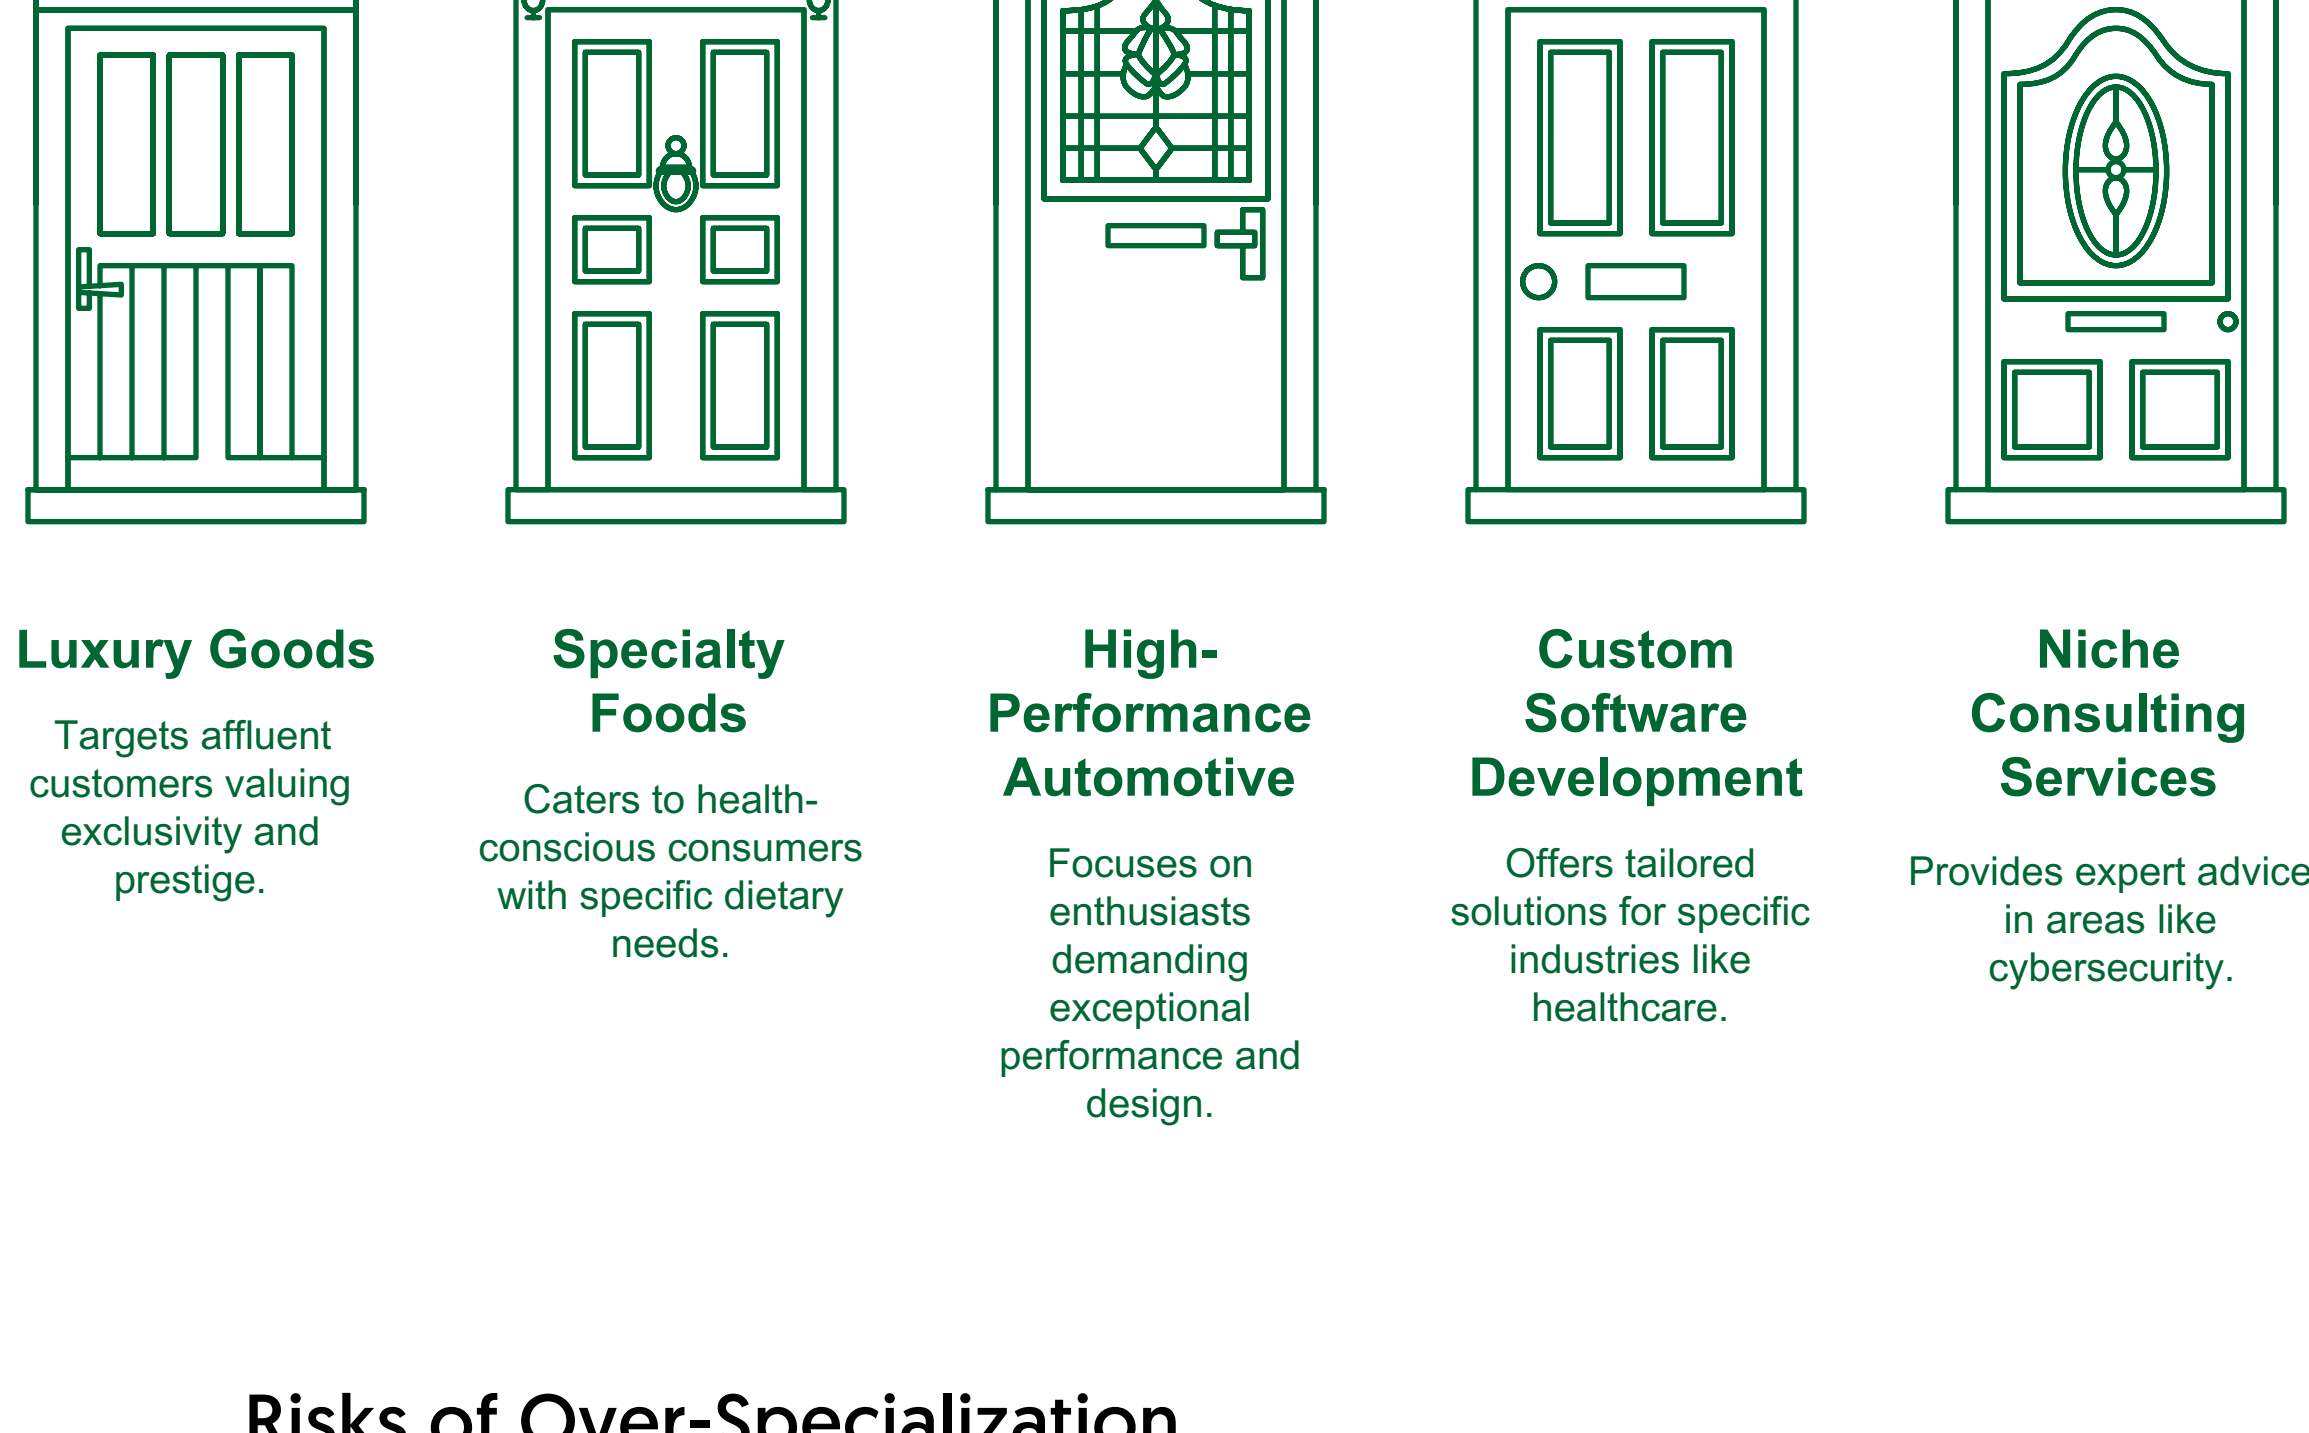 Luxury Goods
Targets affluent
customers valuing
exclusivity and
prestige.
Specialty
Foods
Caters to health-
conscious consumers
with specific dietary
needs.
High-
Performance
Automotive
Focuses on
enthusiasts
demanding
exceptional
performance and
design.
Custom
Software
Development
Offers tailored
solutions for specific
industries like
healthcare.
Niche
Consulting
Services
Provides expert advice
in areas like
cybersecurity.
Risks of Over-Specialization